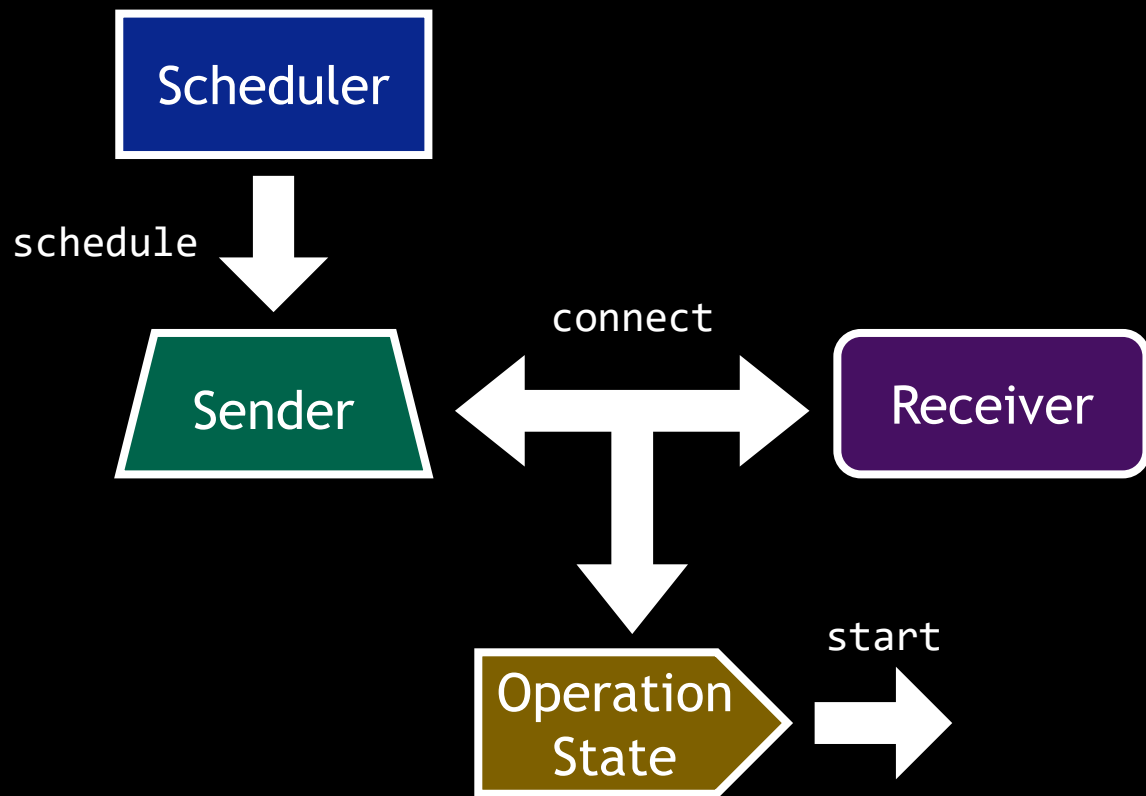 Scheduler
schedule
connect
Sender
Receiver
start
Operation
State